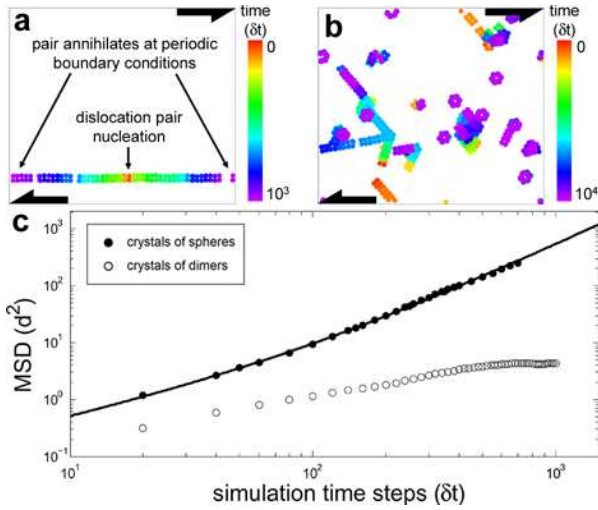 a
time
(δt)
0
10³
pair annihilates at periodic
boundary conditions
dislocation pair
nucleation
b
time
(δt)
0
10⁴
c
MSD (d²)
10³
10²
10¹
10⁰
10⁻¹
crystals of spheres
crystals of dimers
10¹
10²
10³
simulation time steps (δt)